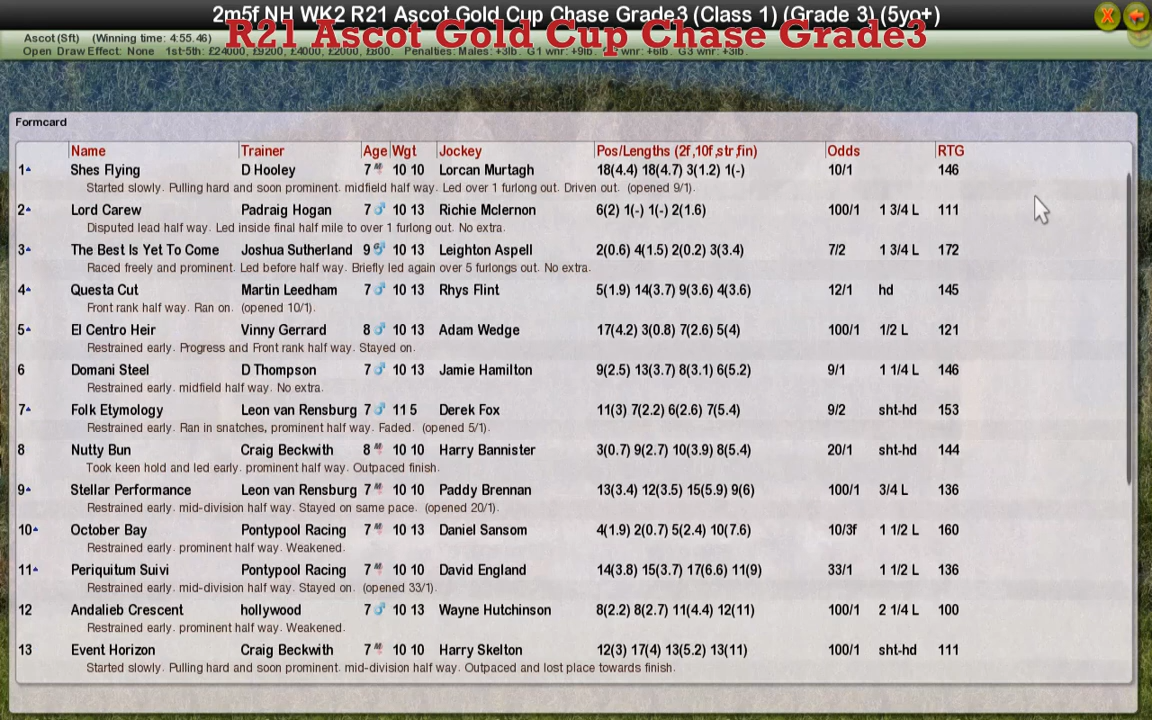 2m5f NH WK2 R21 Ascot Gold Cup Chase Grade3 (Class 1) (Grade 3) (5yo+)
R21 Ascot Gold Cup Chase Grade3
Ascot(Sft) (Winning time: 4:55.46)
Open Draw Effect: None 1st-5th: £24000, £9200, £4000, £2000, £800. Penalties: Males: +3lb. G1 wn: +9lb. wn: +6lb. G3 wn: +3lb.
Formcard
Name Trainer Age Wgt Jockey Pos/Lengths (2f,10f,str,fin) Odds RTG
1 Shes Flying D Hooley 7 10 10 Lorcan Murtagh 18(4.4) 18(4.7) 3(1.2) 1(-) 10/1 146
Started slowly. Pulling hard and soon prominent. midfield half way. Led over 1 furlong out. Driven out. (opened 9/1).
2 Lord Carew Padraig Hogan 7 10 13 Richie Mclernon 6(2) 1(-) 1(-) 2(1.6) 100/1 1 3/4 L 111
Disputed lead half way. Led inside final half mile to over 1 furlong out. No extra.
3 The Best Is Yet To Come Joshua Sutherland 9 10 13 Leighton Aspell 2(0.6) 4(1.5) 2(0.2) 3(3.4) 7/2 1 3/4 L 172
Raced freely and prominent. Led before half way. Briefly led again over 5 furlongs out. No extra.
4 Questa Cut Martin Leedham 7 10 13 Rhys Flint 5(1.9) 14(3.7) 9(3.6) 4(3.6) 12/1 hd 145
Front rank half way. Ran on. (opened 10/1).
5 El Centro Heir Vinny Gerrard 8 10 13 Adam Wedge 17(4.2) 3(0.8) 7(2.6) 5(4) 100/1 1/2 L 121
Restrained early. Progress and Front rank half way. Stayed on.
6 Domani Steel D Thompson 7 10 13 Jamie Hamilton 9(2.5) 13(3.7) 8(3.1) 6(5.2) 9/1 1 1/4 L 146
Restrained early. midfield half way. No extra.
7 Folk Etymology Leon van Rensburg 7 11 5 Derek Fox 11(3) 7(2.2) 6(2.6) 7(5.4) 9/2 sht-hd 153
Restrained early. Ran in snatches, prominent half way. Faded. (opened 5/1).
8 Nutty Bun Craig Beckwith 8 10 10 Harry Bannister 3(0.7) 9(2.7) 10(3.9) 8(5.4) 20/1 sht-hd 144
Took keen hold and led early. prominent half way. Outpaced finish.
9 Stellar Performance Leon van Rensburg 7 10 10 Paddy Brennan 13(3.4) 12(3.5) 15(5.9) 9(6) 100/1 3/4 L 136
Restrained early. mid-division half way. Stayed on same pace. (opened 20/1).
10 October Bay Pontypool Racing 7 10 13 Daniel Sansom 4(1.9) 2(0.7) 5(2.4) 10(7.6) 10/3f 1 1/2 L 160
Restrained early. prominent half way. Weakened.
11 Periquitum Suivi Pontypool Racing 7 10 10 David England 14(3.8) 15(3.7) 17(6.6) 11(9) 33/1 1 1/2 L 136
Restrained early. mid-division half way. Stayed on. (opened 33/1).
12 Andalieb Crescent hollywood 7 10 13 Wayne Hutchinson 8(2.2) 8(2.7) 11(4.4) 12(11) 100/1 2 1/4 L 100
Restrained early. prominent half way. Weakened.
13 Event Horizon Craig Beckwith 7 10 10 Harry Skelton 12(3) 17(4) 13(5.2) 13(11) 100/1 sht-hd 111
Started slowly. Pulling hard and soon prominent. mid-division half way. Outpaced and lost place towards finish.